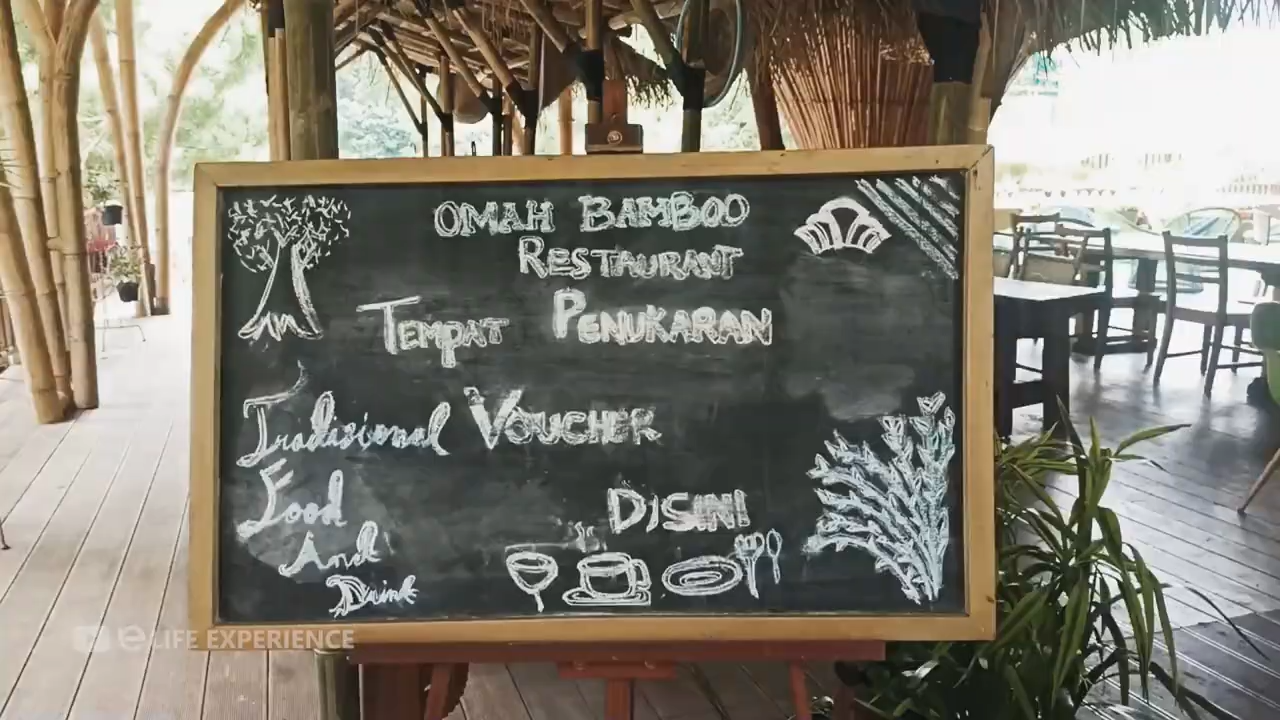 OMAH BAMBOO
RESTAURANT
TEMPAT PENUKARAN
VOUCHER
DISINI
Tradisional
Food
And
Drink
LIFE EXPERIENCE